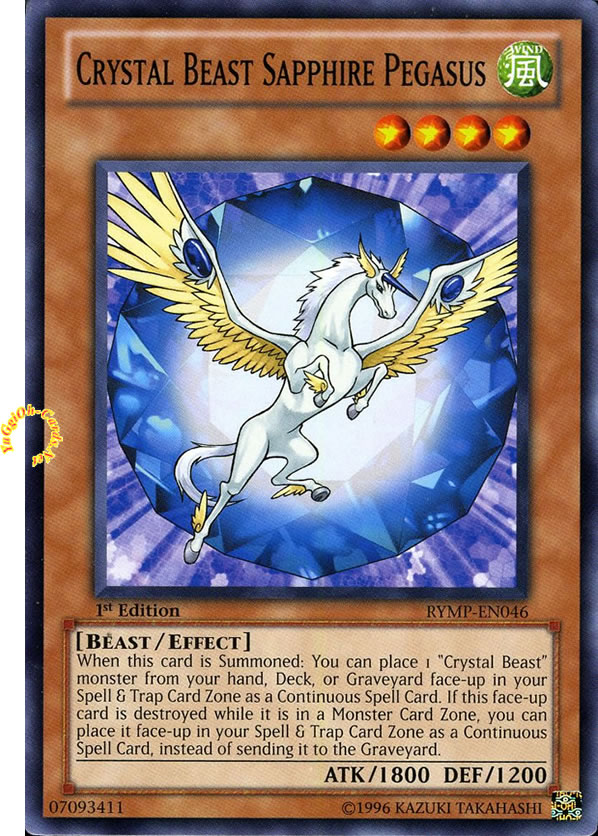 CRYSTAL BEAST SAPPHIRE PEGASUS
WIND
風
YuGgiOh-Cards.Net
1st Edition
RYMP-EN046
[BEAST/EFFECT]
When this card is Summoned: You can place 1 "Crystal Beast"
monster from your hand, Deck, or Graveyard face-up in your
Spell & Trap Card Zone as a Continuous Spell Card. If this face-up
card is destroyed while it is in a Monster Card Zone, you can
place it face-up in your Spell & Trap Card Zone as a Continuous
Spell Card, instead of sending it to the Graveyard.
ATK/1800 DEF/1200
07093411
©1996 KAZUKI TAKAHASHI